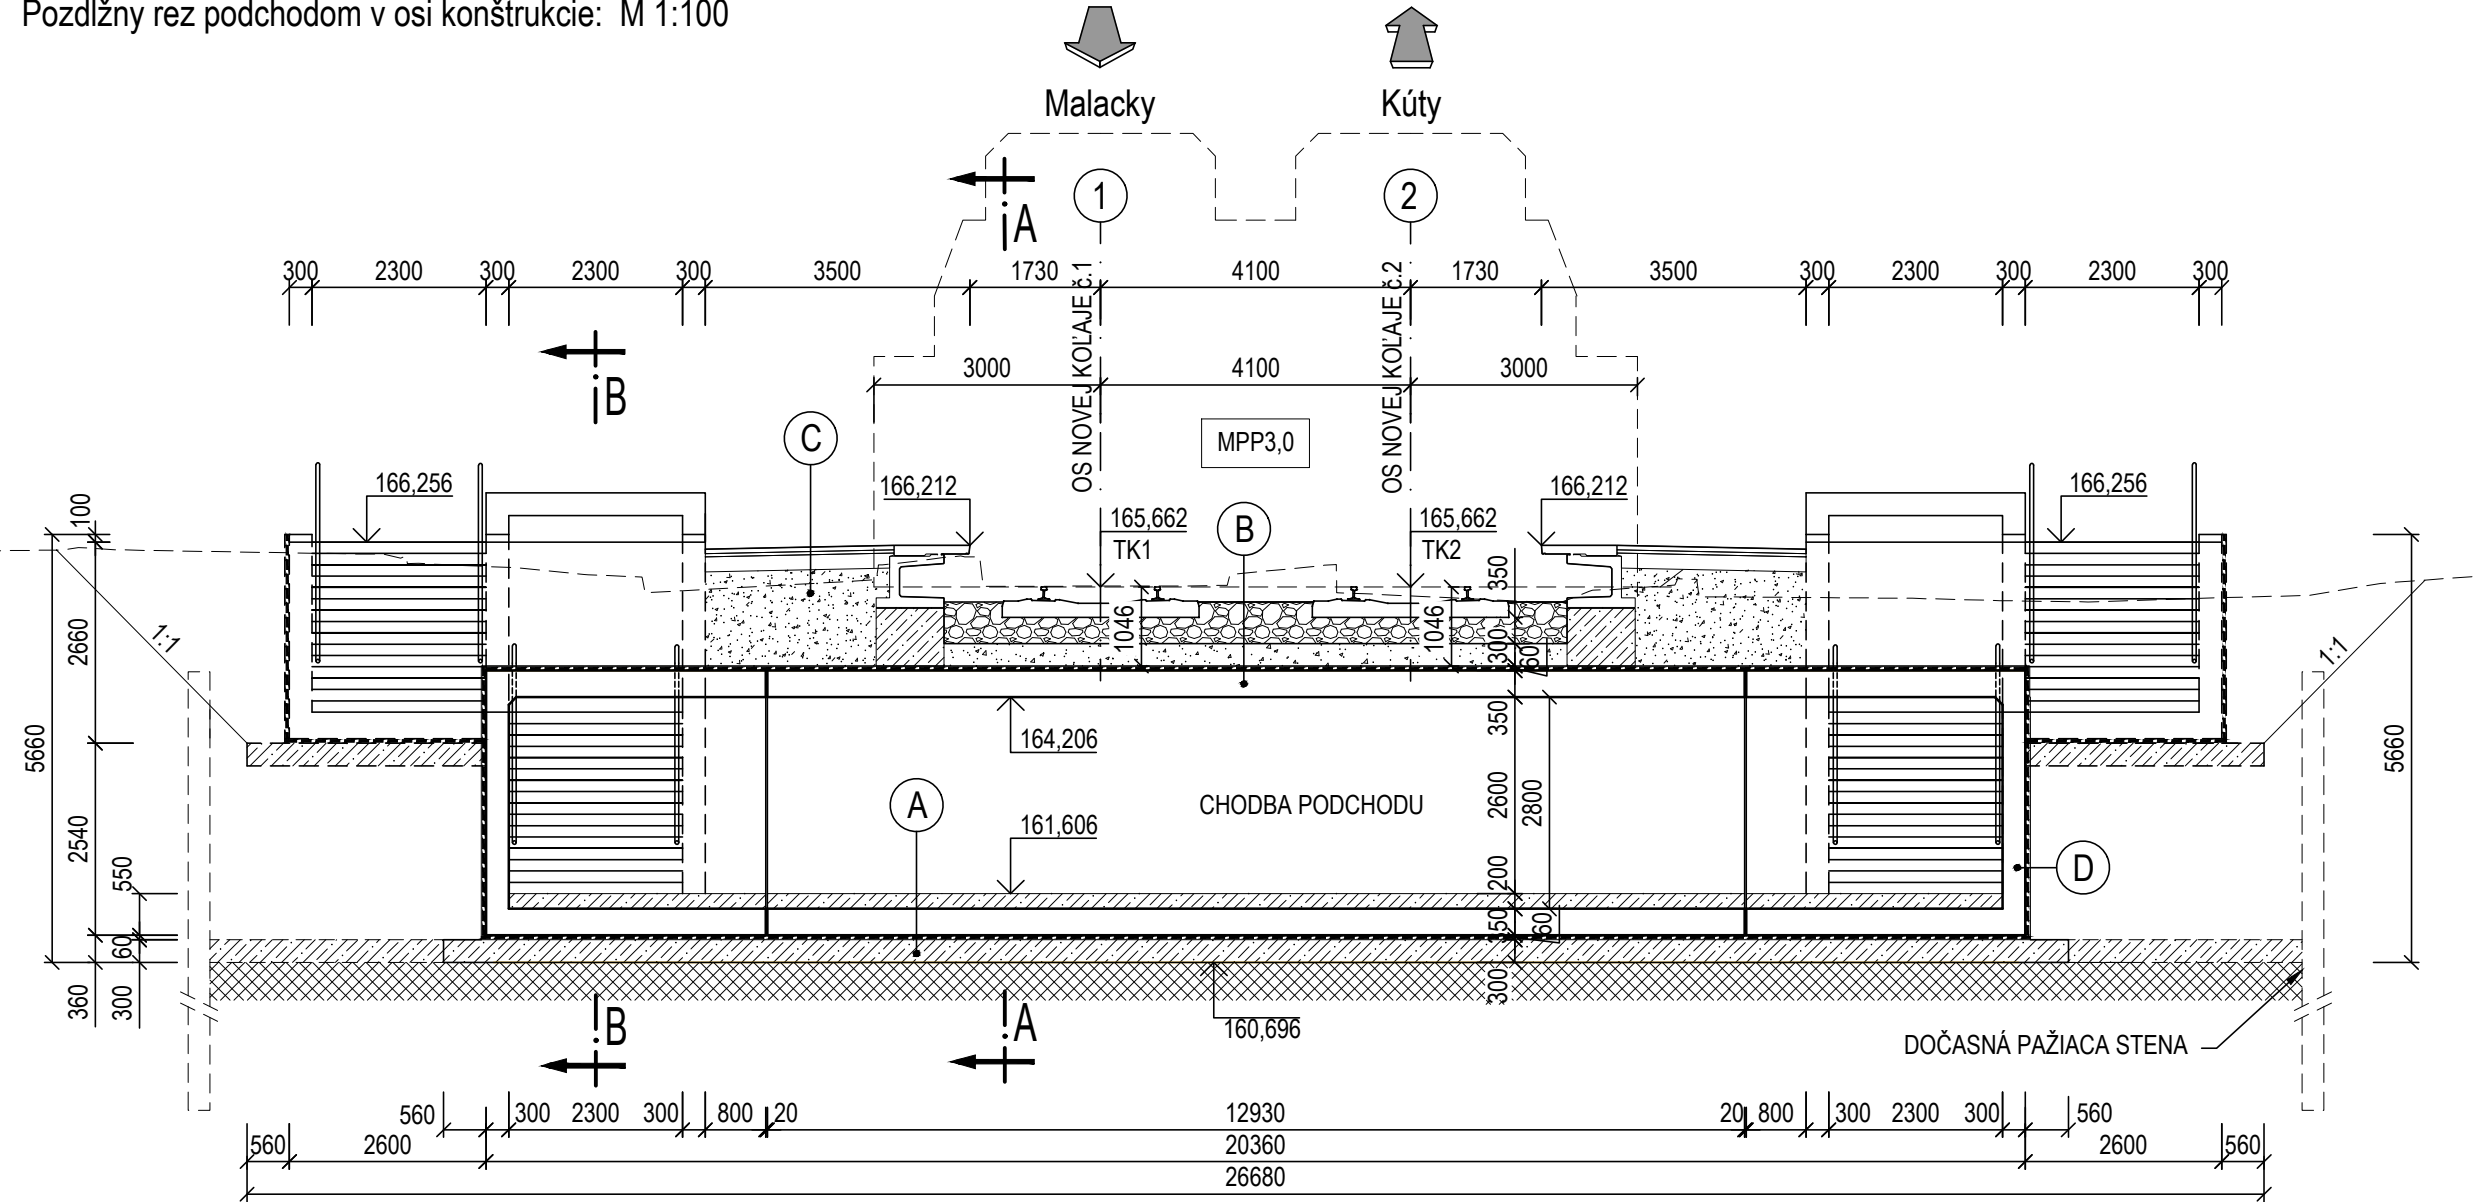 Pozdĺžny rez podchodom v osi konštrukcie: M 1:100
Malacky Kúty
1 2
A
300 2300 300 2300 300 3500 1730 4100 1730 3500 300 2300 300 2300 300
OS NOVEJ KOĽAJE č.1
OS NOVEJ KOĽAJE č.2
B
3000 4100 3000
C
MPP3,0
166,256 166,212 166,212 166,256
165,662 B 165,662
TK1 TK2
100
350
1046 1046
2660
1:1 1:1
300
60
5660 5660
350
164,206
A
CHODBA PODCHODU
2600
2800
161,606
2540
550
200
D
350
60
60
360
300
300
B A
160,696
DOČASNÁ PAŽIACA STENA
560 300 2300 300 800 20 12930 20 800 300 2300 300 560
560 2600 20360 2600 560
26680